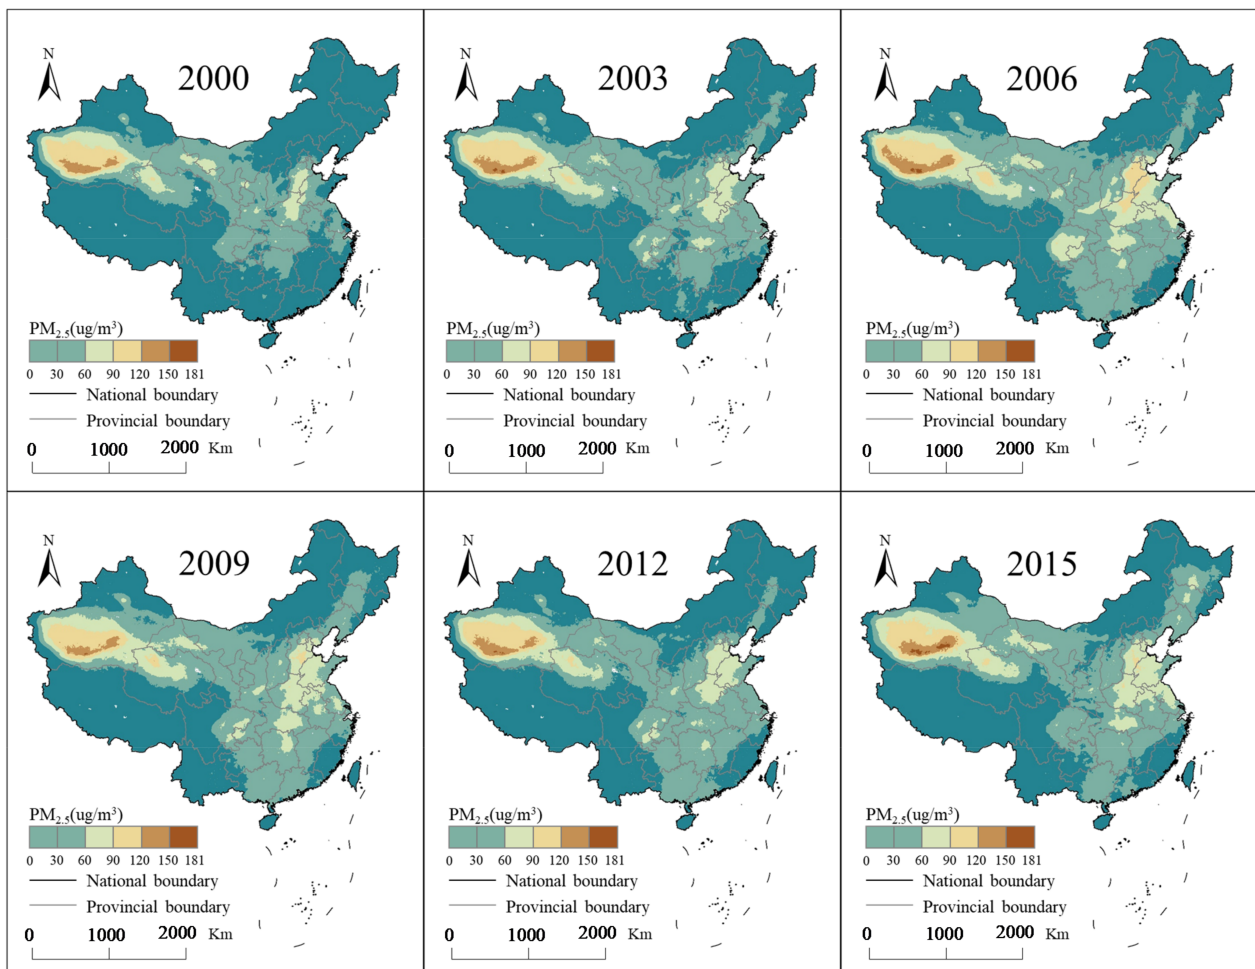 N
2000
PM2.5(ug/m³)
0 30 60 90 120 150 181
National boundary
Provincial boundary
0 1000 2000 Km
N
2003
PM2.5(ug/m³)
0 30 60 90 120 150 181
National boundary
Provincial boundary
0 1000 2000 Km
N
2006
PM2.5(ug/m³)
0 30 60 90 120 150 181
National boundary
Provincial boundary
0 1000 2000 Km
N
2009
PM2.5(ug/m³)
0 30 60 90 120 150 181
National boundary
Provincial boundary
0 1000 2000 Km
N
2012
PM2.5(ug/m³)
0 30 60 90 120 150 181
National boundary
Provincial boundary
0 1000 2000 Km
N
2015
PM2.5(ug/m³)
0 30 60 90 120 150 181
National boundary
Provincial boundary
0 1000 2000 Km